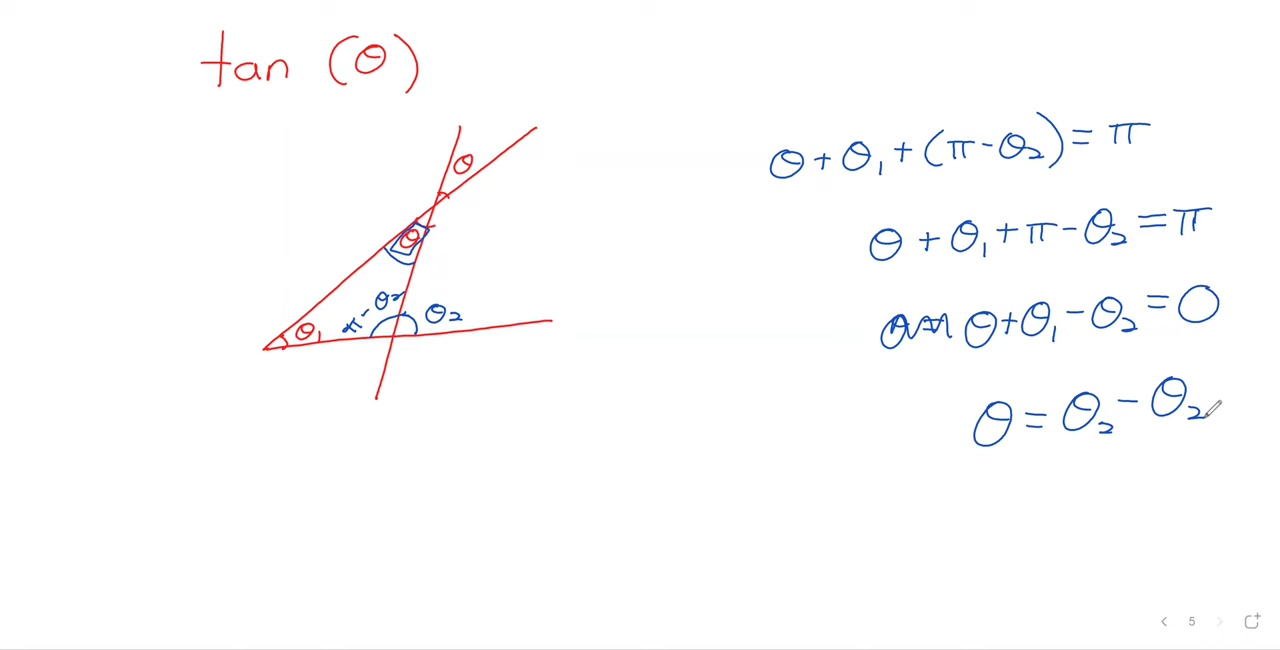 tan (θ)
θ
θ
θ₁
π - θ₂
θ₂
θ + θ₁ + (π - θ₂) = π
θ + θ₁ + π - θ₂ = π
θ + θ₁ - θ₂ = 0
θ = θ₂ - θ₂
5